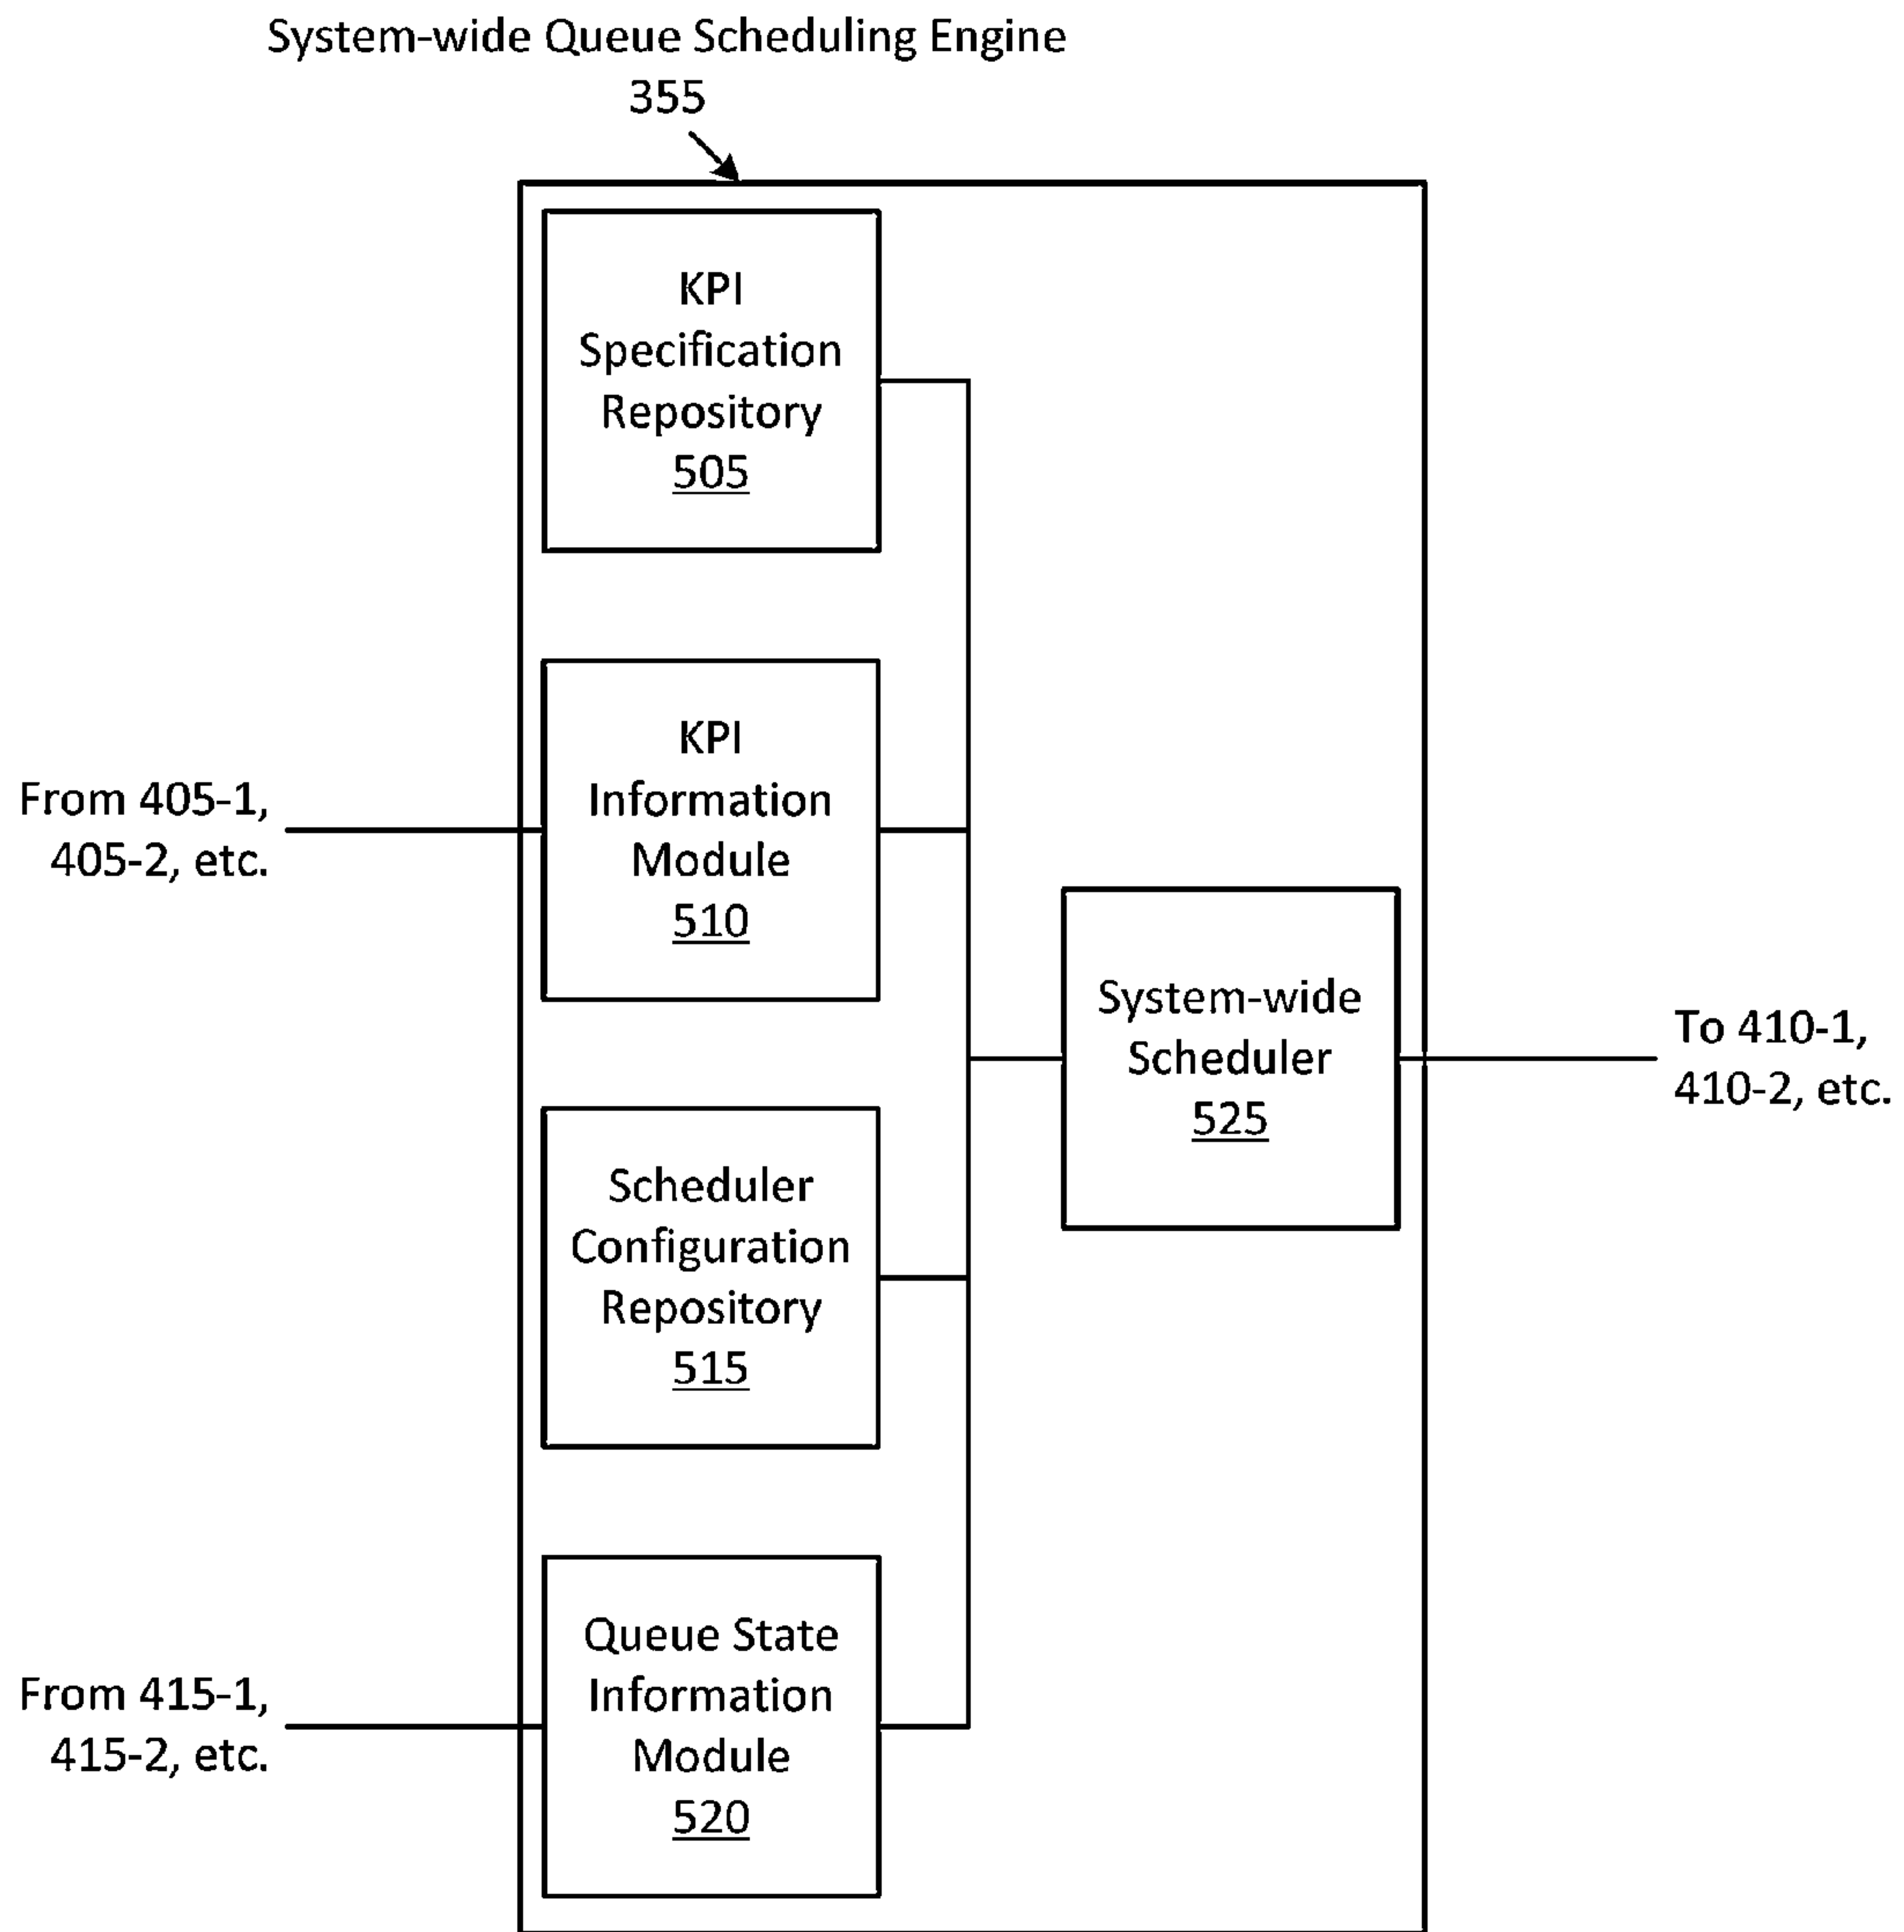 System-wide Queue Scheduling Engine
355
KPI
Specification
Repository
505
KPI
Information
Module
510
From 405-1,
405-2, etc.
System-wide
Scheduler
525
To 410-1,
410-2, etc.
Scheduler
Configuration
Repository
515
Queue State
Information
Module
520
From 415-1,
415-2, etc.